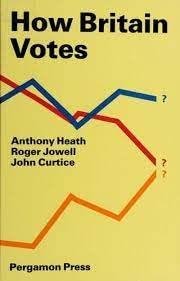 How Britain
Votes
?
Anthony Heath
Roger Jowell
John Curtice
?
?
Pergamon Press